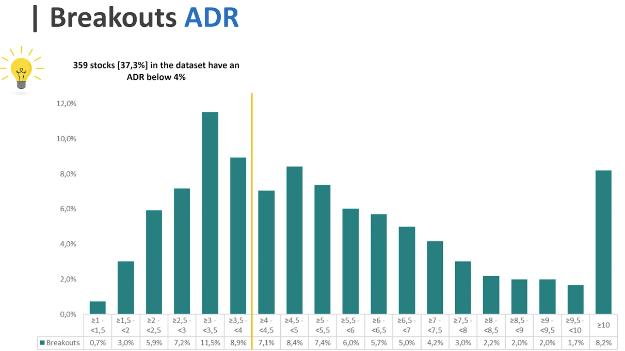 | Breakouts ADR
359 stocks [37,3%] in the dataset have an
ADR below 4%
12,0%
10,0%
8,0%
6,0%
4,0%
2,0%
0,0%
≥1 - ≥1,5 - ≥2 - ≥2,5 - ≥3 - ≥3,5 - ≥4 - ≥4,5 - ≥5 - ≥5,5 - ≥6 - ≥6,5 - ≥7 - ≥7,5 - ≥8 - ≥8,5 - ≥9 - ≥9,5 - ≥10
<1,5 <2 <2,5 <3 <3,5 <4 <4,5 <5 <5,5 <6 <6,5 <7 <7,5 <8 <8,5 <9 <9,5 <10
Breakouts 0,7% 3,0% 5,9% 7,2% 11,5% 8,9% 7,1% 8,4% 7,4% 6,0% 5,7% 5,0% 4,2% 3,0% 2,2% 2,0% 2,0% 1,7% 8,2%